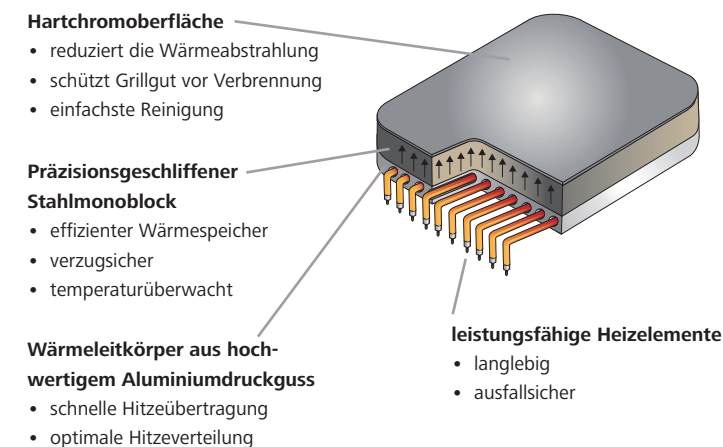 Hartchromoberfläche
• reduziert die Wärmeabstrahlung
• schützt Grillgut vor Verbrennung
• einfachste Reinigung
Präzisionsgeschliffener
Stahlmonoblock
• effizienter Wärmespeicher
• verzugsicher
• temperaturüberwacht
Wärmeleitkörper aus hoch-
wertigem Aluminiumdruckguss
• schnelle Hitzeübertragung
• optimale Hitzeverteilung
leistungsfähige Heizelemente
• langlebig
• ausfallsicher